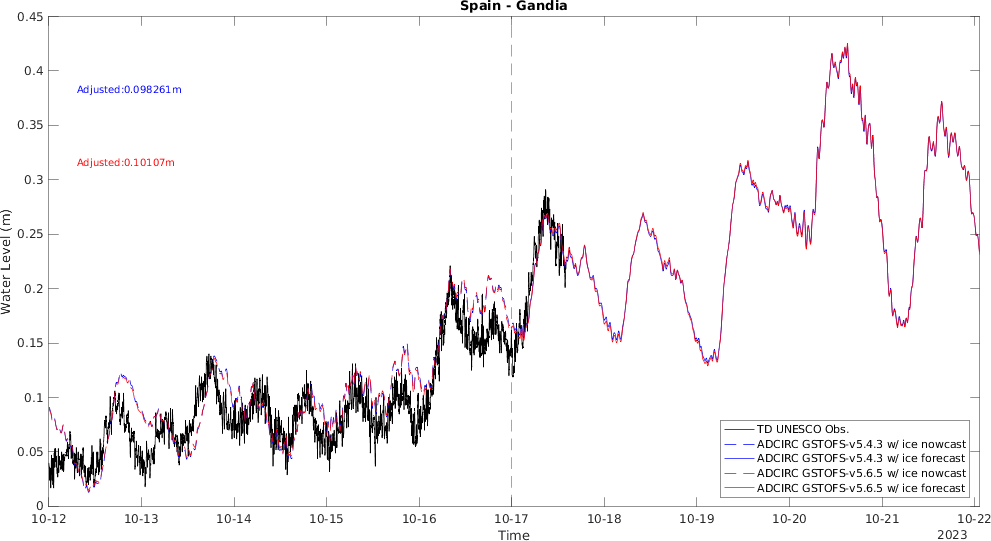 Spain - Gandia
0.45
0.4
0.35
0.3
0.25
0.2
0.15
0.1
0.05
0
Water Level (m)
Adjusted:0.098261m
Adjusted:0.10107m
TD UNESCO Obs.
ADCIRC GSTOFS-v5.4.3 w/ ice nowcast
ADCIRC GSTOFS-v5.4.3 w/ ice forecast
ADCIRC GSTOFS-v5.6.5 w/ ice nowcast
ADCIRC GSTOFS-v5.6.5 w/ ice forecast
10-12 10-13 10-14 10-15 10-16 10-17 10-18 10-19 10-20 10-21 10-22
Time
2023